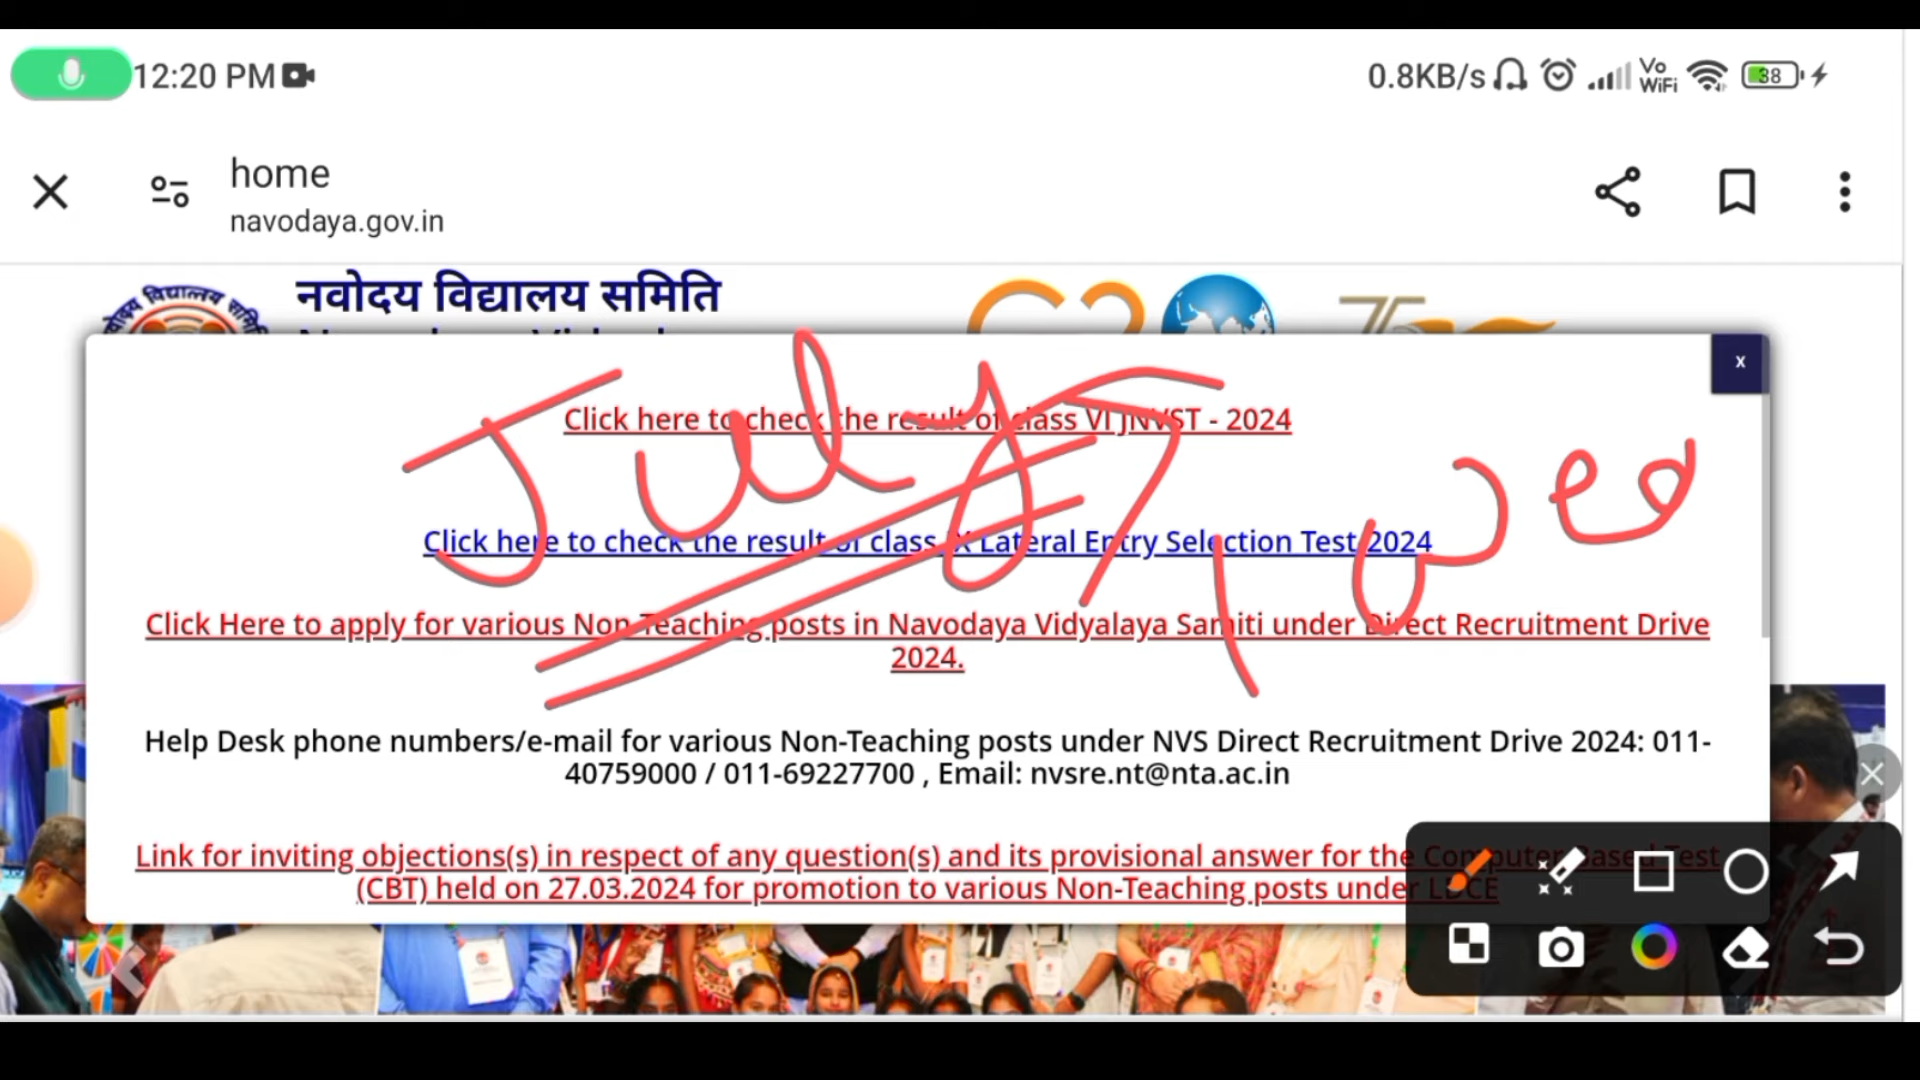 12:20 PM 0.8KB/s Vo WiFi 38
home
navodaya.gov.in
नवोदय विद्यालय समिति
x
Click here to check the result of class VI JNVST - 2024
July
Wed
Click here to check the result of class IX Lateral Entry Selection Test 2024
Click Here to apply for various Non-Teaching posts in Navodaya Vidyalaya Samiti under Direct Recruitment Drive
2024.
Help Desk phone numbers/e-mail for various Non-Teaching posts under NVS Direct Recruitment Drive 2024: 011-
40759000 / 011-69227700 , Email: nvsre.nt@nta.ac.in
Link for inviting objections(s) in respect of any question(s) and its provisional answer for the Computer Based Test
(CBT) held on 27.03.2024 for promotion to various Non-Teaching posts under LDCE